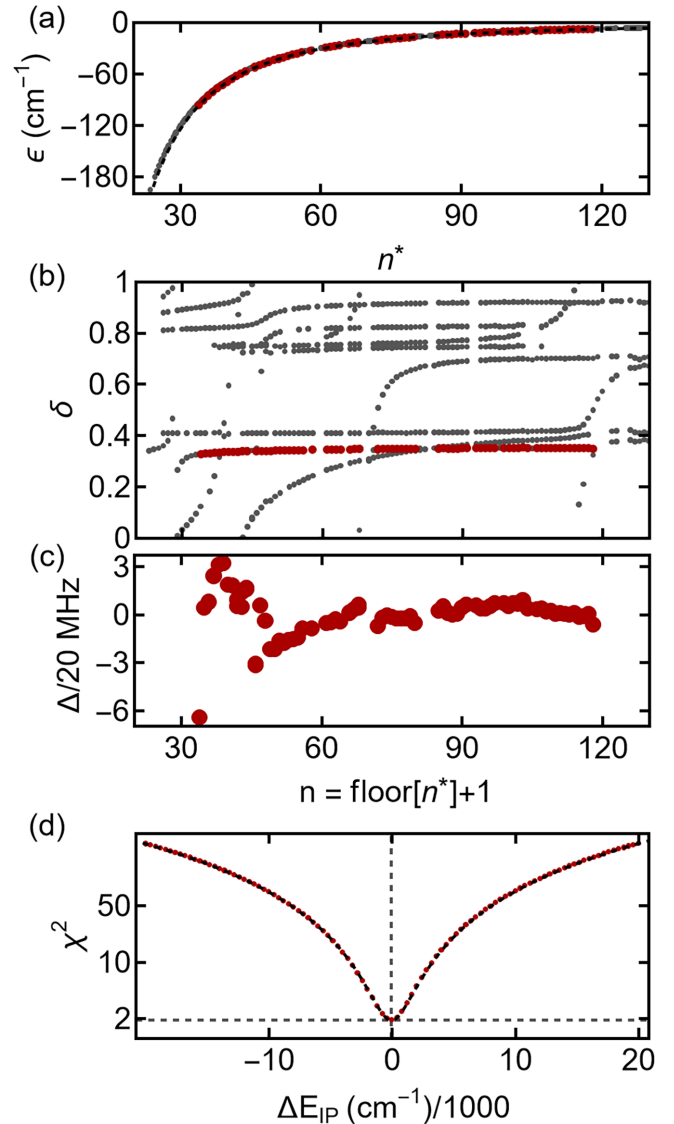 (a)
0
−60
−120
−180
ϵ (cm⁻¹)
30 60 90 120
n*
(b)
1
0.8
0.6
0.4
0.2
0
δ
(c)
3
0
−3
−6
Δ/20 MHz
30 60 90 120
n = floor[n*]+1
(d)
50
10
2
χ²
−10 0 10 20
ΔE_IP (cm⁻¹)/1000